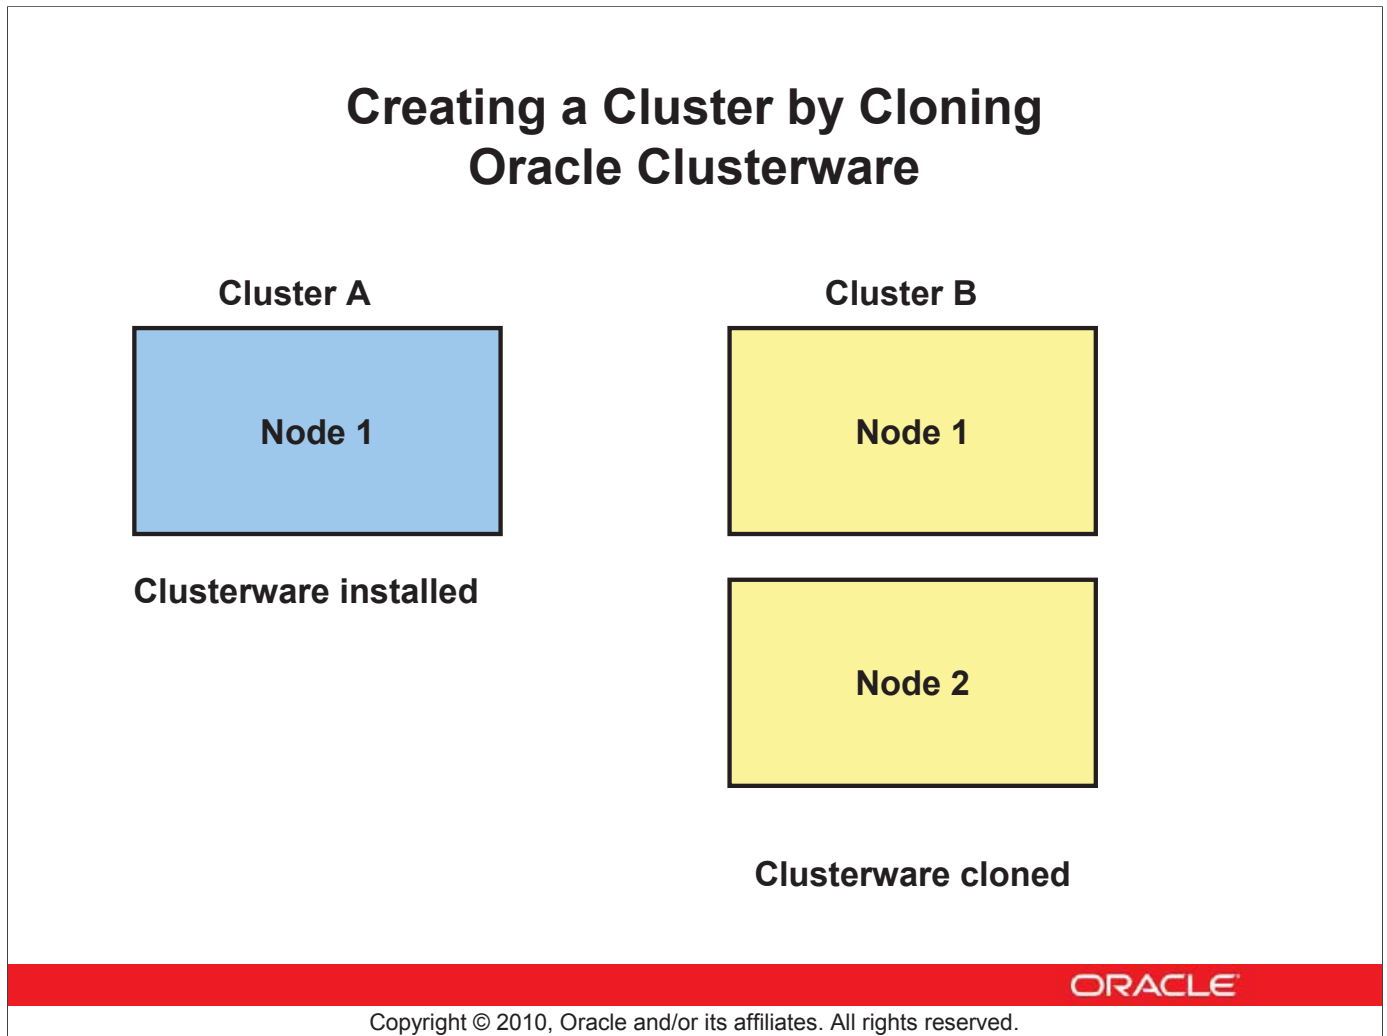 Creating a Cluster by Cloning
Oracle Clusterware
Cluster A
Cluster B
Node 1
Node 1
Clusterware installed
Node 2
Clusterware cloned
ORACLE
Copyright © 2010, Oracle and/or its affiliates. All rights reserved.